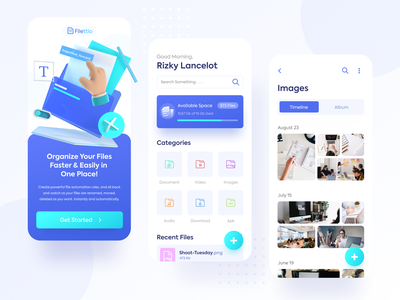 Filettio
T
Organize Your Files
Faster & Easily in
One Place!
Create powerful file automation rules, and sit back
and watch as your files are renamed, moved,
deleted as you want. Instantly and automatically.
Get Started
Good Morning,
Rizky Lancelot
Search Something . . .
Available Space
Categories
Document
Video
Images
Audio
Download
Apk
Recent Files
Shoot-Tuesday.png
Images
Timeline
Album
August 23
July 15
June 19